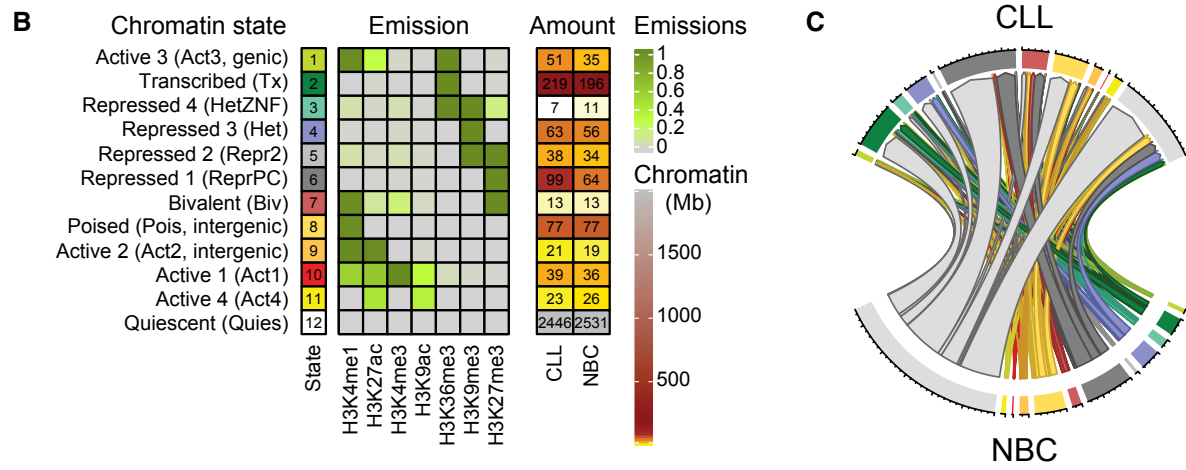 B
Chromatin state Emission Amount Emissions
Active 3 (Act3, genic) 1 51 35
Transcribed (Tx) 2 219 196
Repressed 4 (HetZNF) 3 7 11
Repressed 3 (Het) 4 63 56
Repressed 2 (Repr2) 5 38 34
Repressed 1 (ReprPC) 6 99 64
Bivalent (Biv) 7 13 13
Poised (Pois, intergenic) 8 77 77
Active 2 (Act2, intergenic) 9 21 19
Active 1 (Act1) 10 39 36
Active 4 (Act4) 11 23 26
Quiescent (Quies) 12 2446 2531
State
H3K4me1
H3K27ac
H3K4me3
H3K9ac
H3K36me3
H3K9me3
H3K27me3
CLL
NBC
1
0.8
0.6
0.4
0.2
0
Chromatin
(Mb)
1500
1000
500
C
CLL
NBC